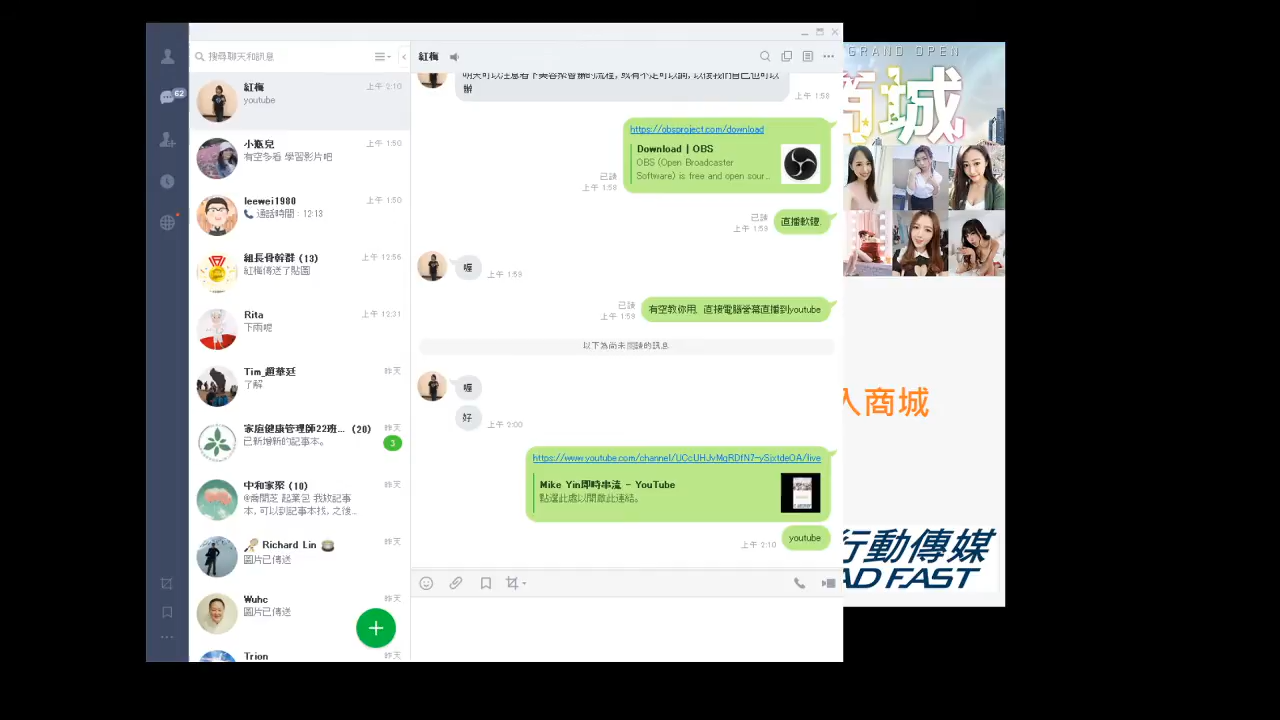 搜尋聊天和訊息
62
紅梅
上午 2:10
youtube
小瓶兒
上午 1:50
有空多看 學習影片吧
leewei1980
上午 1:50
通話時間：12:13
組長骨幹群 (13)
上午 12:56
紅梅傳送了貼圖
Rita
上午 12:31
下雨呢
Tim_趙華廷
昨天
了解
家庭健康管理師22班... (20)
昨天
已新增新的記事本。
3
中和家聚 (10)
昨天
@喬間芝 起業包 我放記事
本, 可以到記事本找, 之後...
Richard Lin
昨天
圖片已傳送
Wuhc
昨天
圖片已傳送
Trion
昨天
紅梅
辦
上午 1:58
https://obsproject.com/download
Download | OBS
OBS (Open Broadcaster
Software) is free and open sour...
已讀
上午 1:58
直播軟體.
已讀
上午 1:59
喔
上午 1:59
有空教你用, 直接電腦螢幕直播到youtube
已讀
上午 1:59
以下為尚未閱讀的訊息
喔
好
上午 2:00
https://www.youtube.com/channel/UCcUHJvMqRDfN7-ySjxtdeOA/live
Mike Yin即時串流 - YouTube
點選此處以開啟此連結。
youtube
上午 2:10
GRAND OPEN
商城
人商城
行動傳媒
AD FAST